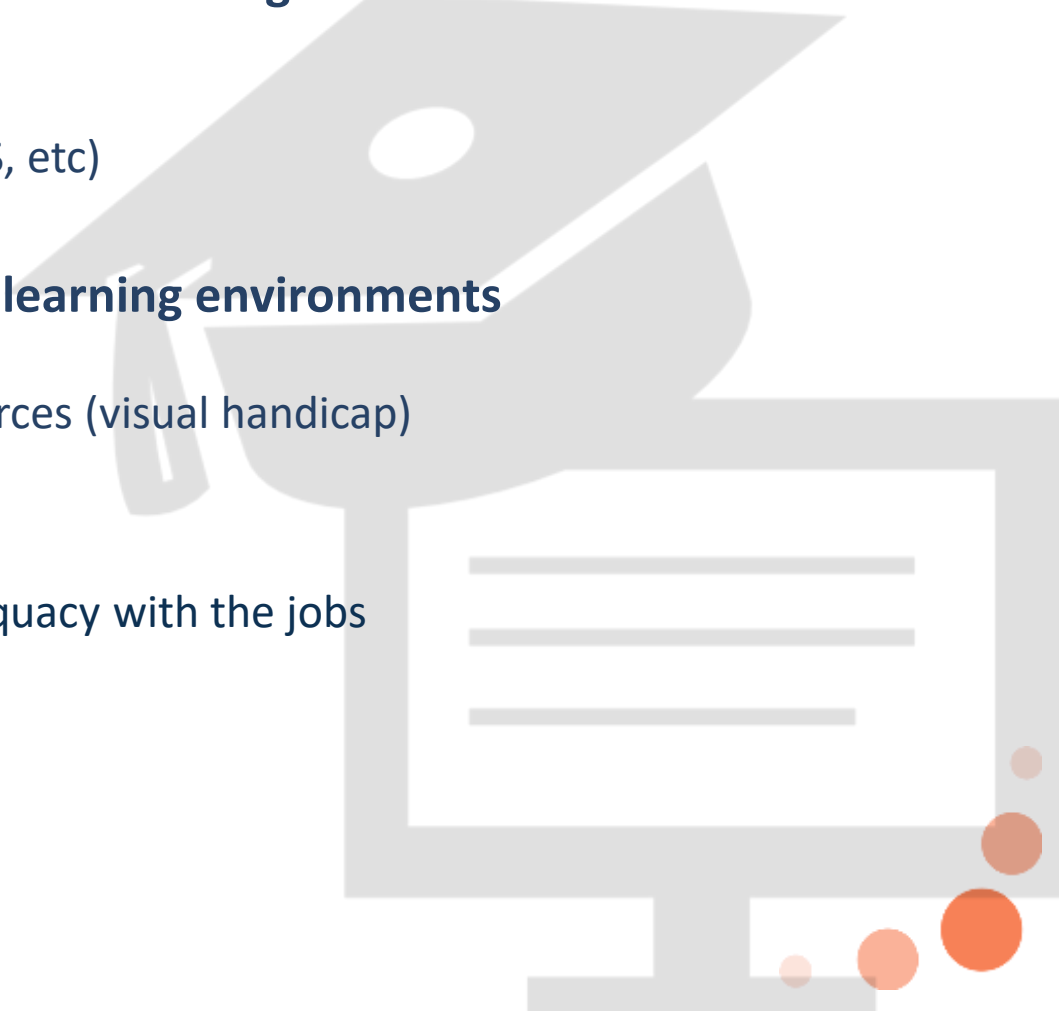 , etc)
learning environments
rces (visual handicap)
quacy with the jobs